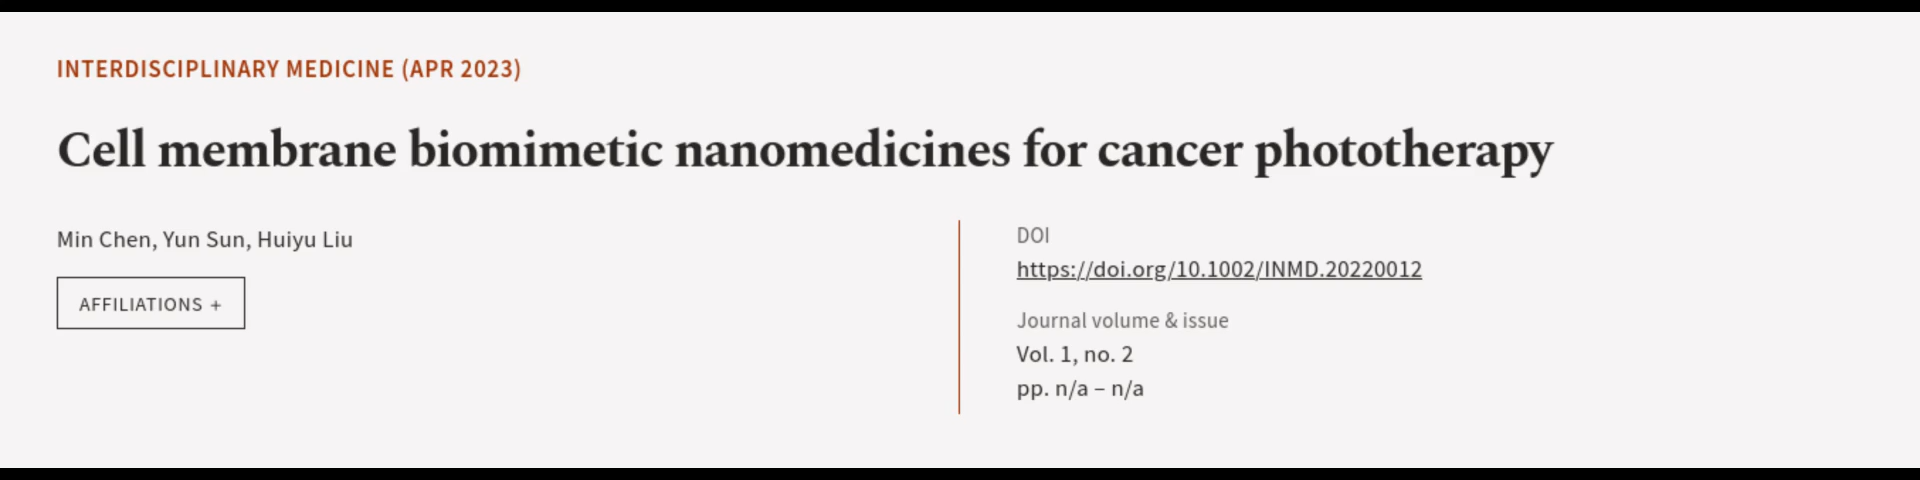 INTERDISCIPLINARY MEDICINE (APR 2023)
Cell membrane biomimetic nanomedicines for cancer phototherapy
Min Chen, Yun Sun, Huiyu Liu
AFFILIATIONS +
DOI
https://doi.org/10.1002/INMD.20220012
Journal volume & issue
Vol. 1, no. 2
pp. n/a – n/a